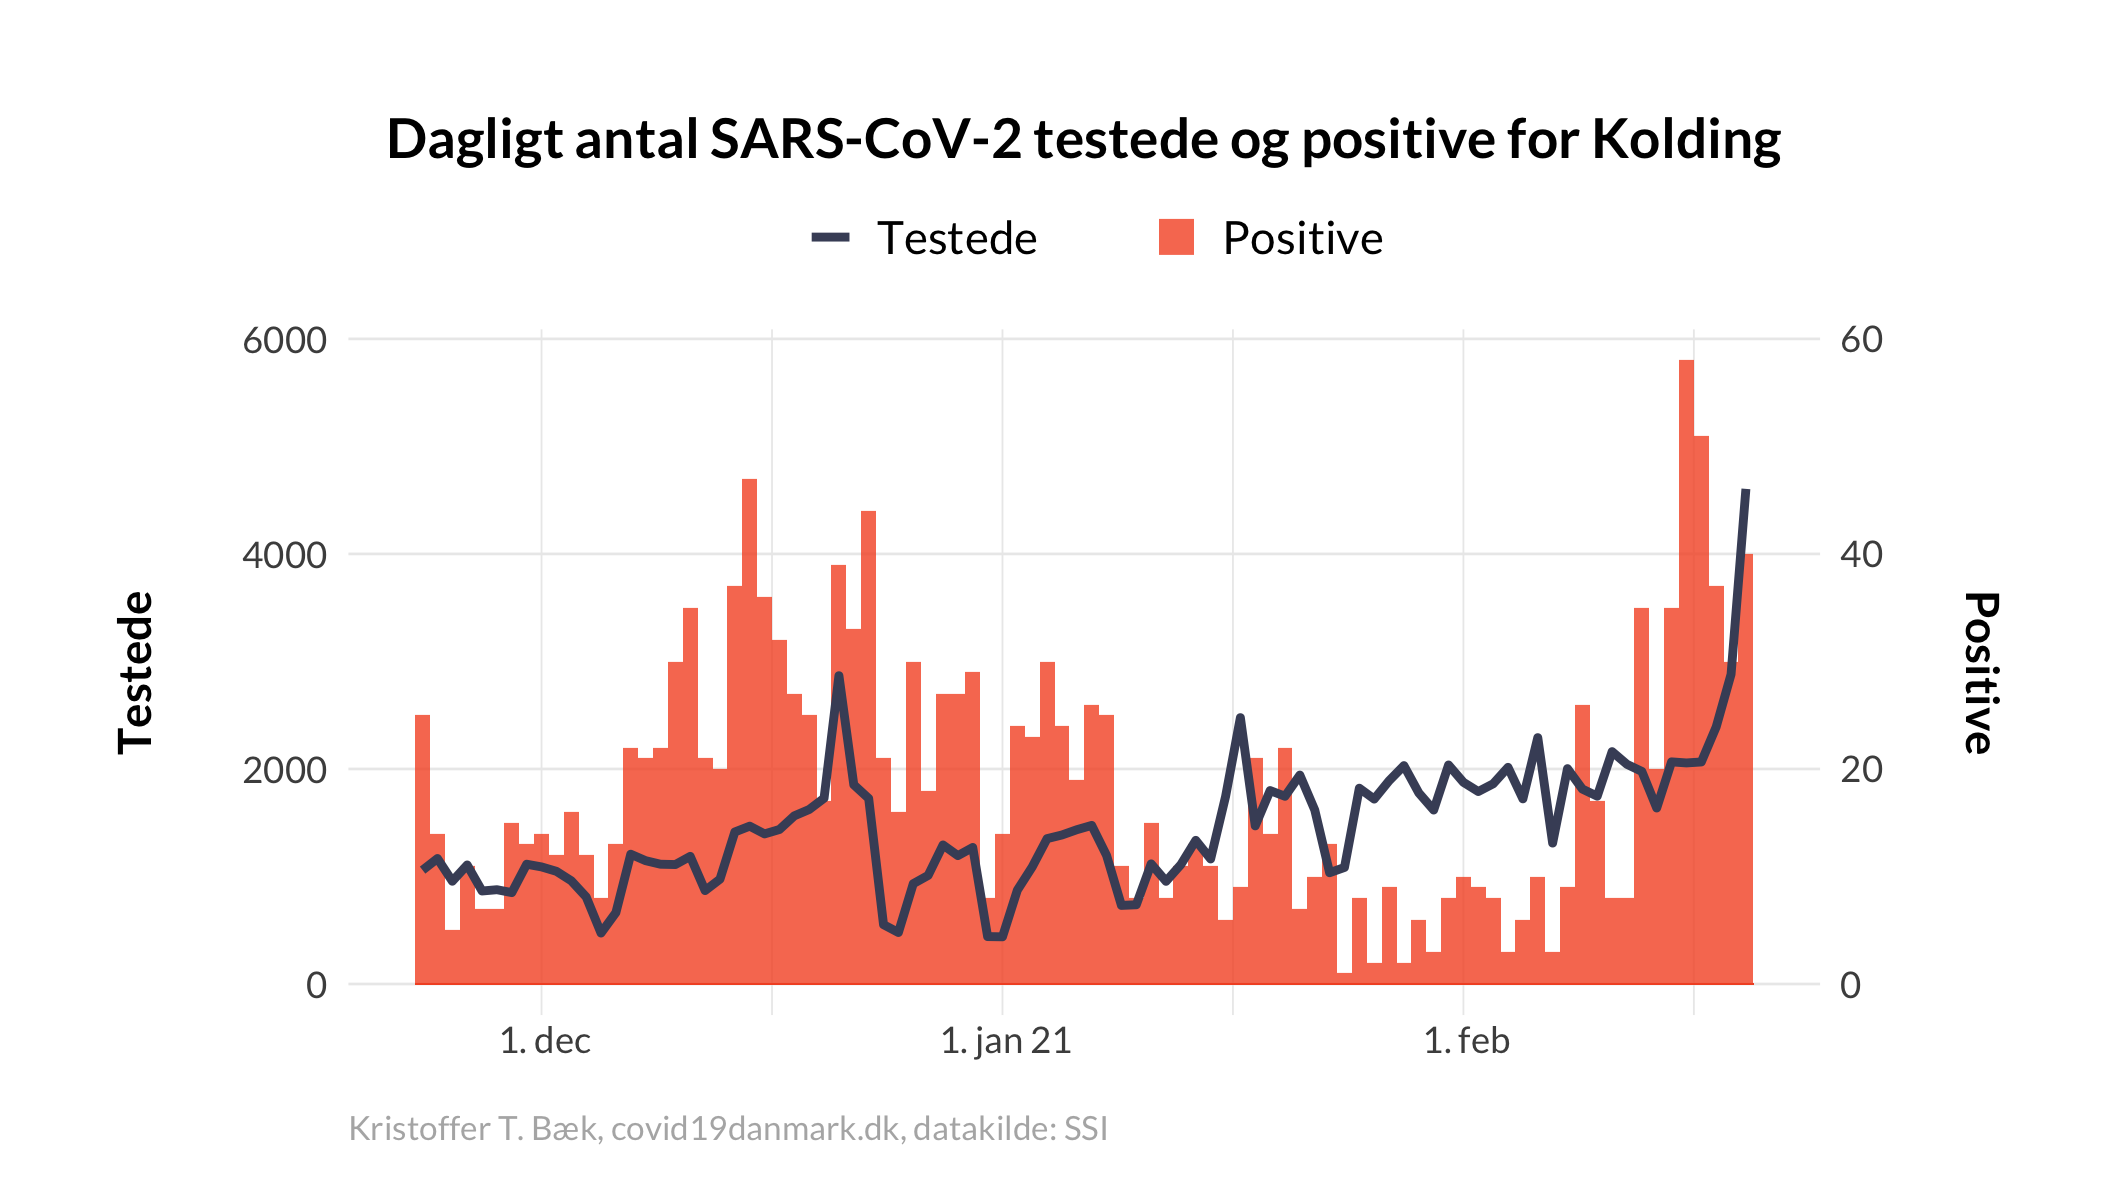 Dagligt antal SARS-CoV-2 testede og positive for Kolding
Testede
Positive
6000
4000
2000
0
60
40
20
0
Testede
Positive
1. dec
1. jan 21
1. feb
Kristoffer T. Bæk, covid19danmark.dk, datakilde: SSI